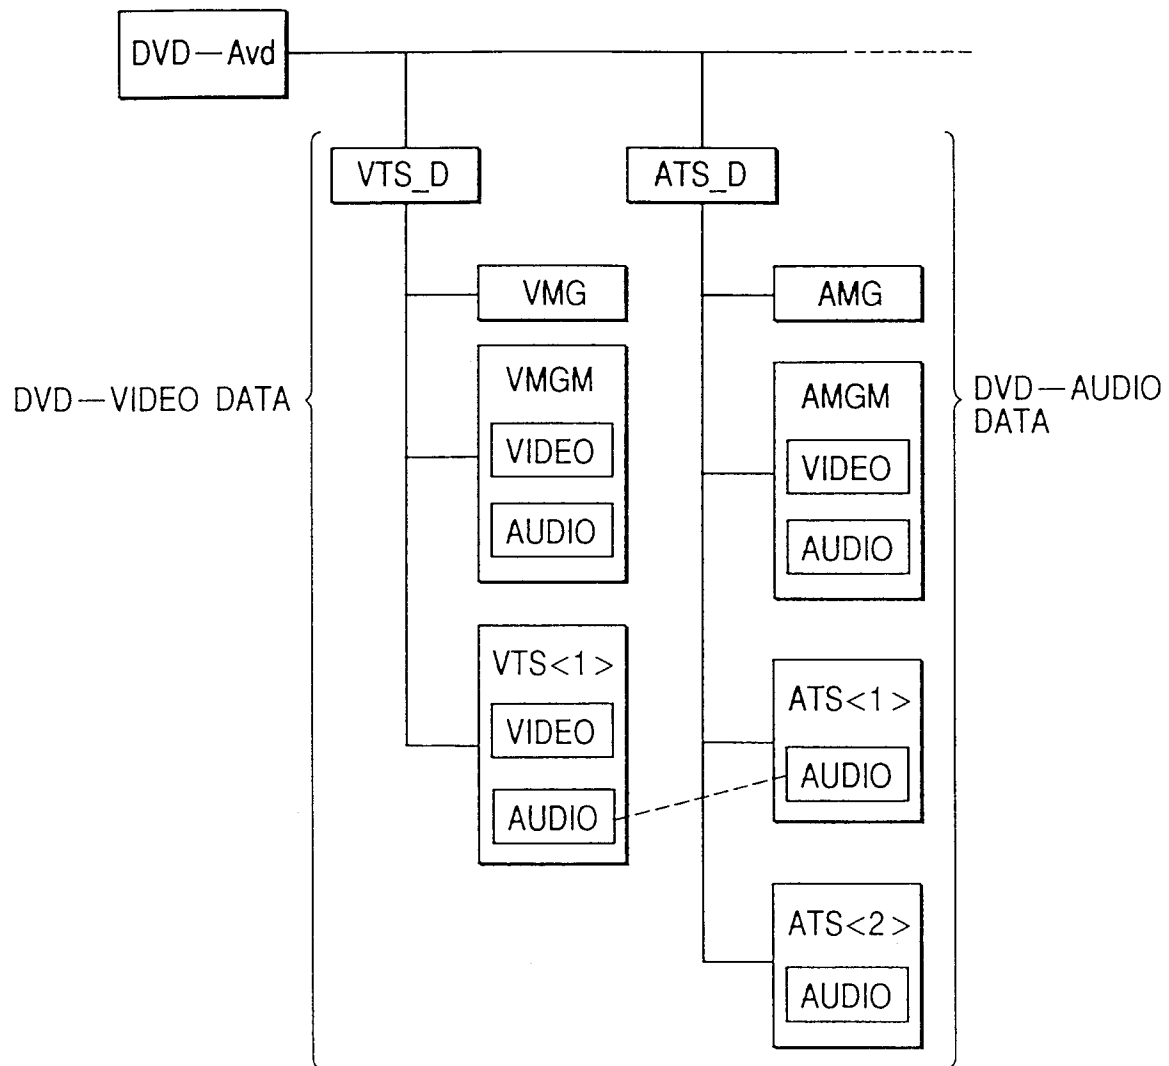 DVD—Avd
VTS_D
ATS_D
VMG
AMG
VMGM
VIDEO
AUDIO
AMGM
VIDEO
AUDIO
DVD—VIDEO DATA
DVD—AUDIO
DATA
VTS<1>
VIDEO
AUDIO
ATS<1>
AUDIO
ATS<2>
AUDIO